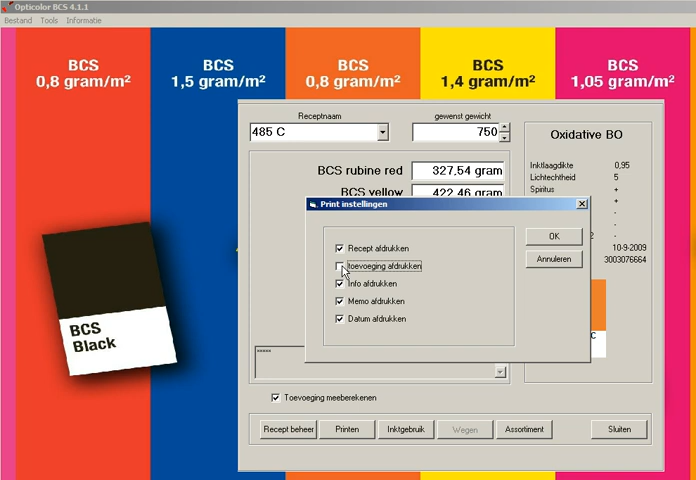 Opticolor BCS 4.1.1
Bestand Tools Informatie
BCS
0,8 gram/m²
BCS
1,5 gram/m²
BCS
0,8 gram/m²
BCS
1,4 gram/m²
BCS
1,05 gram/m²
Receptnaam
485 C
gewenst gewicht
750
Oxidative BO
BCS rubine red 327,54 gram
BCS yellow 422,46 gram
Inktlaagdikte 0,95
Lichtechtheid 5
Spiritus +
+
-
-
2 -
10-9-2009
3003076664
C
Print instellingen
Recept afdrukken
toevoeging afdrukken
Info afdrukken
Memo afdrukken
Datum afdrukken
OK
Annuleren
BCS
Black
*****
Toevoeging meeberekenen
Recept beheer Printen Inktgebruik Wegen Assortiment Sluiten